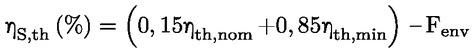 η_S,th (%) = (0, 15η_th,nom +0,85η_th,min) −F_env